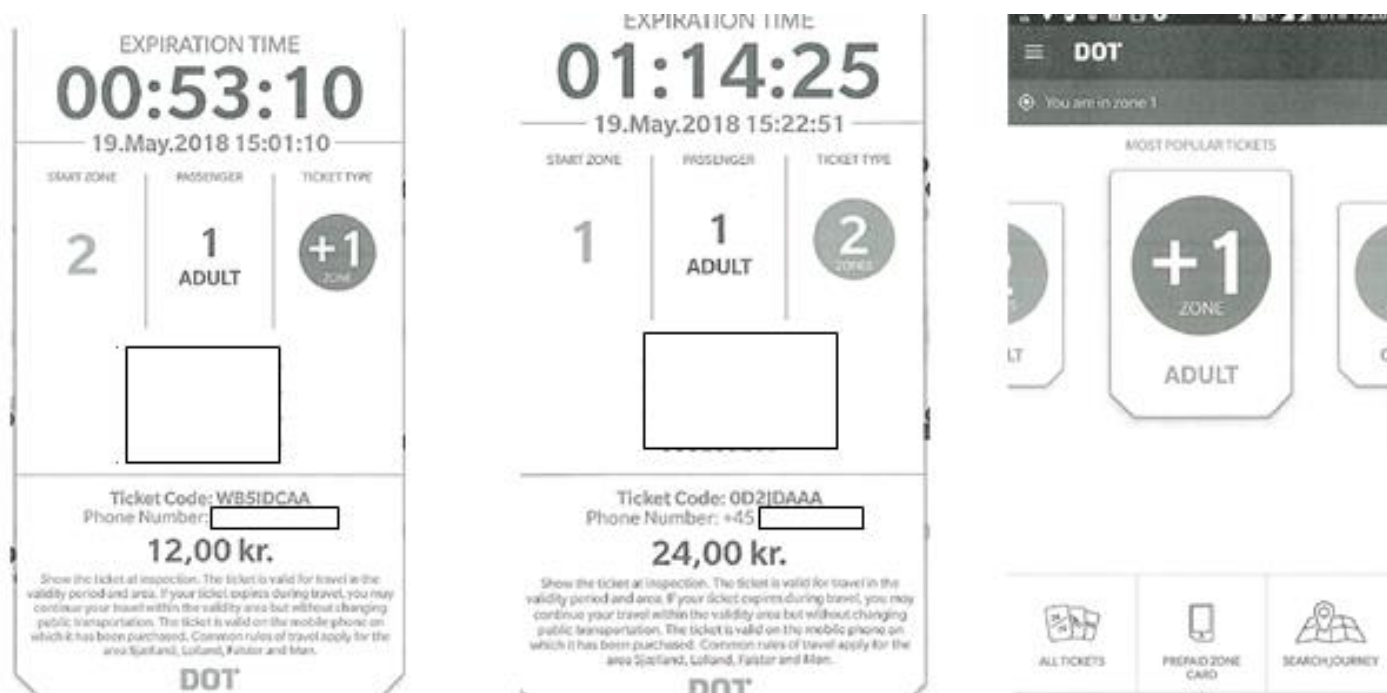 EXPIRATION TIME
00:53:10
19.May.2018 15:01:10
START ZONE
PASSENGER
TICKET TYPE
2
1
ADULT
+1
ZONE
Ticket Code: WB5IDCAA
Phone Number:
12,00 kr.
Show the ticket at inspection. The ticket is valid for travel in the
validity period and area. If your ticket expires during travel, you may
continue your travel within the validity area but without changing
public transportation. The ticket is valid on the mobile phone on
which it has been purchased. Common rules of travel apply for the
area Sjælland, Lolland, Falster and Møn.
DOT
EXPIRATION TIME
01:14:25
19.May.2018 15:22:51
START ZONE
PASSENGER
TICKET TYPE
1
1
ADULT
2
ZONES
Ticket Code: 0D2JDAAA
Phone Number: +45
24,00 kr.
Show the ticket at inspection. The ticket is valid for travel in the
validity period and area. If your ticket expires during travel, you may
continue your travel within the validity area but without changing
public transportation. The ticket is valid on the mobile phone on
which it has been purchased. Common rules of travel apply for the
area Sjælland, Lolland, Falster and Møn.
DOT
DOT
You are in zone 1
MOST POPULAR TICKETS
+1
ZONE
ADULT
LT
ALL TICKETS
PREPAID ZONE
CARD
SEARCH JOURNEY